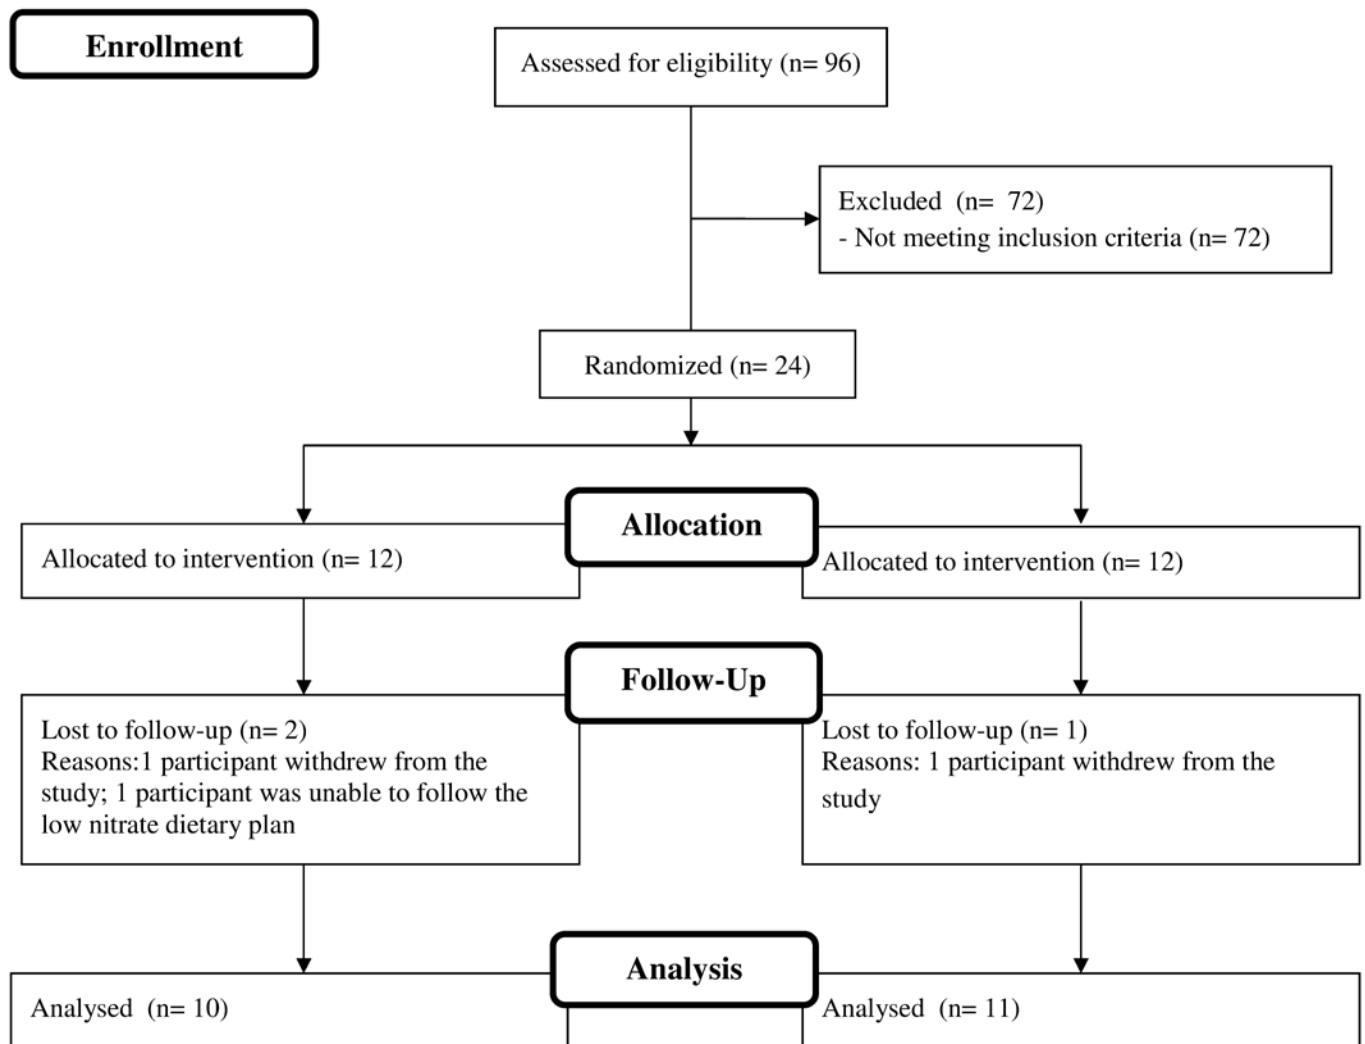 Enrollment
Assessed for eligibility (n= 96)
Excluded (n= 72)
- Not meeting inclusion criteria (n= 72)
Randomized (n= 24)
Allocation
Allocated to intervention (n= 12)
Allocated to intervention (n= 12)
Follow-Up
Lost to follow-up (n= 2)
Reasons:1 participant withdrew from the
study; 1 participant was unable to follow the
low nitrate dietary plan
Lost to follow-up (n= 1)
Reasons: 1 participant withdrew from the
study
Analysis
Analysed (n= 10)
Analysed (n= 11)